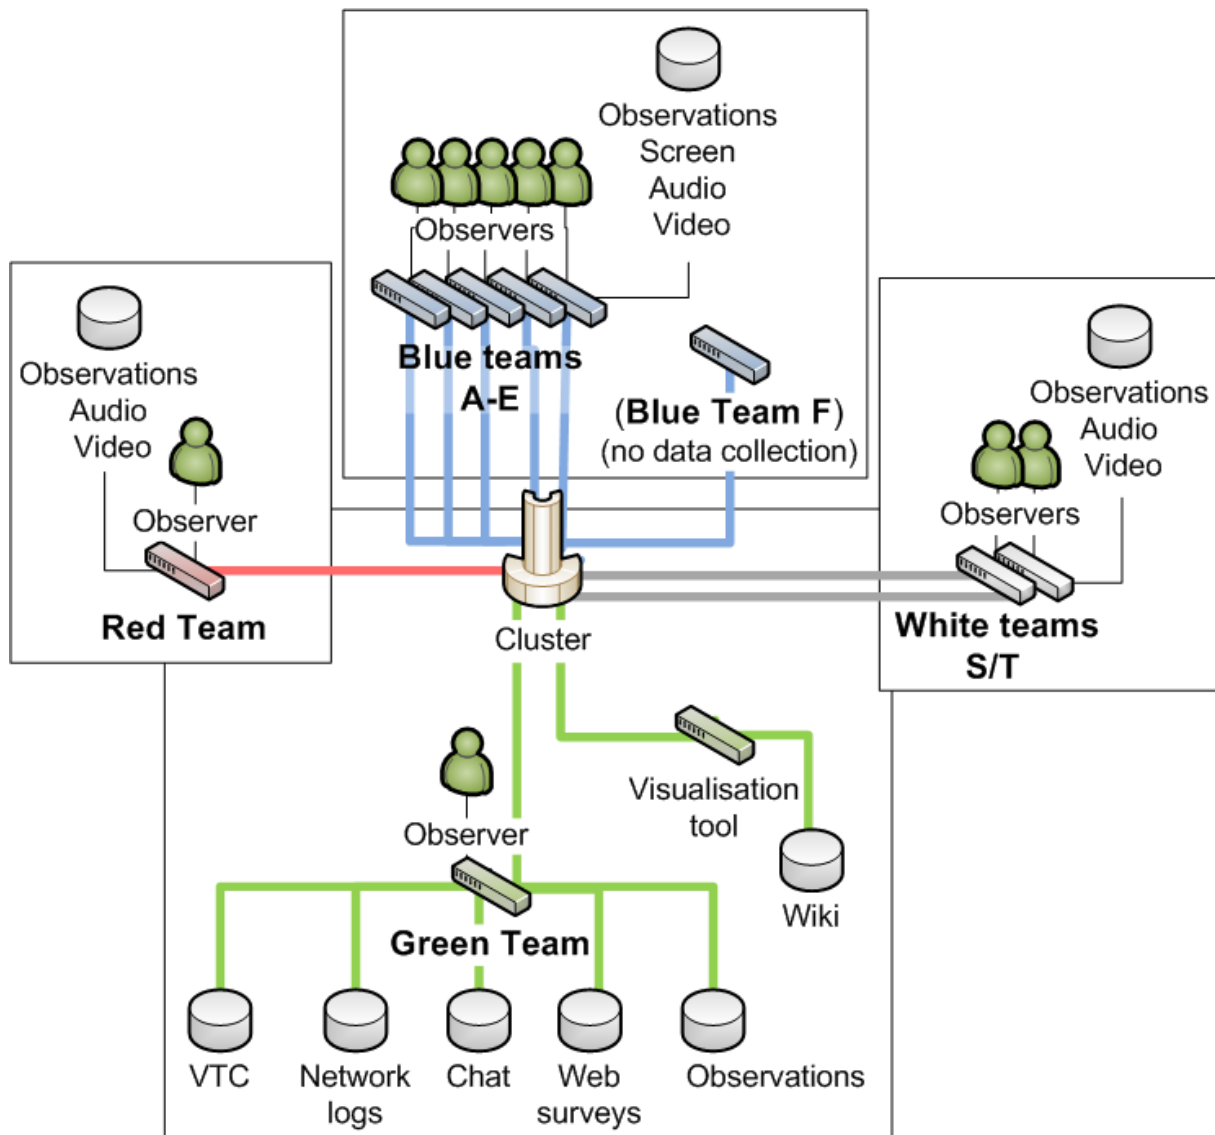 Observations
Screen
Audio
Video
Observers
Blue teams
A-E
(Blue Team F)
(no data collection)
Observations
Audio
Video
Observer
Red Team
Observations
Audio
Video
Observers
White teams
S/T
Cluster
Observer
Green Team
Visualisation
tool
Wiki
VTC
Network
logs
Chat
Web
surveys
Observations